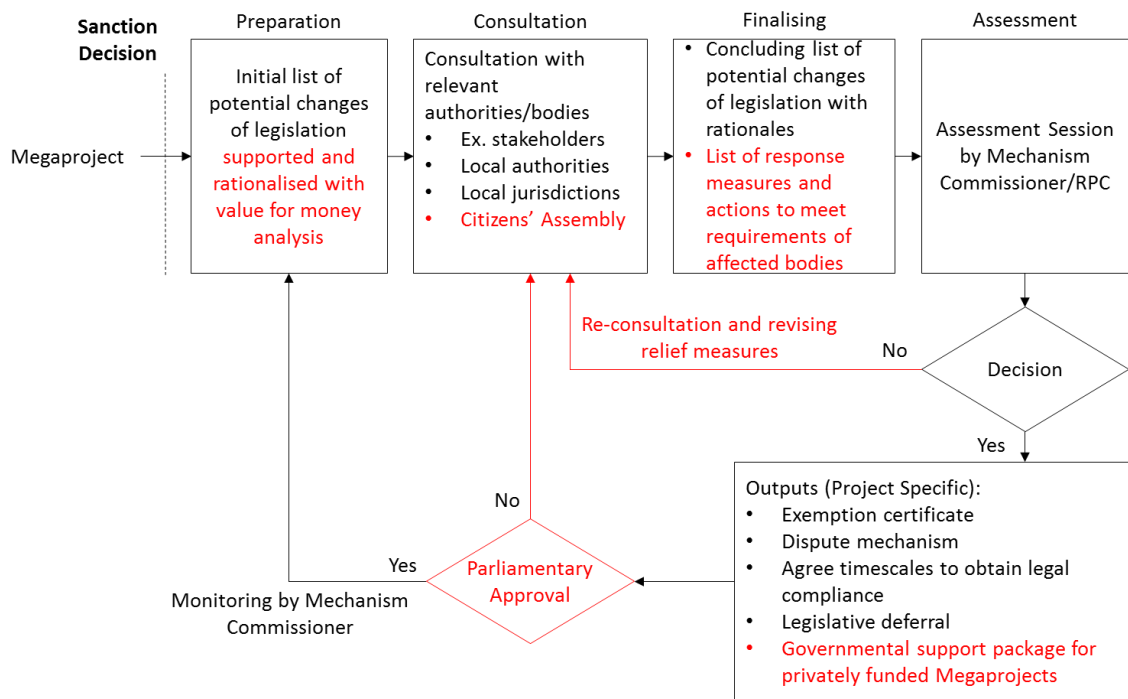 Sanction
Decision
Megaproject
Preparation
Initial list of
potential changes
of legislation
supported and
rationalised with
value for money
analysis
Consultation
Consultation with
relevant
authorities/bodies
• Ex. stakeholders
• Local authorities
• Local jurisdictions
• Citizens’ Assembly
Finalising
• Concluding list of
potential changes
of legislation with
rationales
• List of response
measures and
actions to meet
requirements of
affected bodies
Assessment
Assessment Session
by Mechanism
Commissioner/RPC
Decision
No
Re-consultation and revising
relief measures
Yes
Outputs (Project Specific):
• Exemption certificate
• Dispute mechanism
• Agree timescales to obtain legal
compliance
• Legislative deferral
• Governmental support package for
privately funded Megaprojects
Parliamentary
Approval
No
Yes
Monitoring by Mechanism
Commissioner